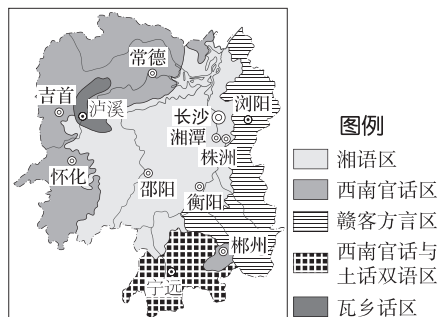 常德
吉首
泸溪
长沙
浏阳
湘潭
株洲
怀化
邵阳
衡阳
郴州
宁远
图例
湘语区
西南官话区
赣客方言区
西南官话与
土话双语区
瓦乡话区